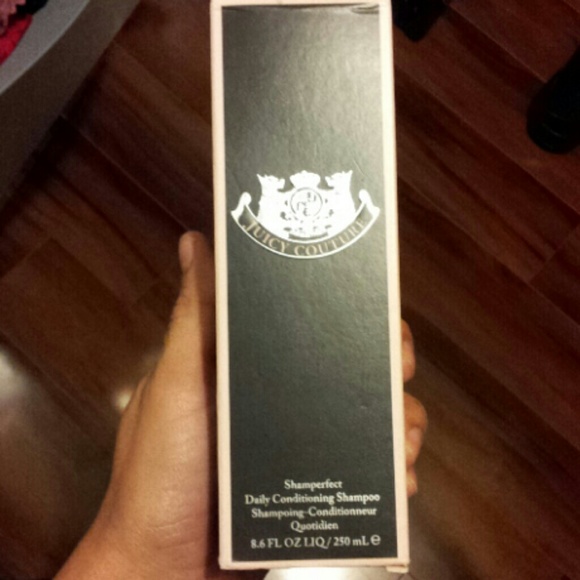 JUICY COUTURE
Shamperfect
Daily Conditioning Shampoo
Shampoing-Conditionneur
Quotidien
8.6 FL OZ LIQ / 250 mL ℮